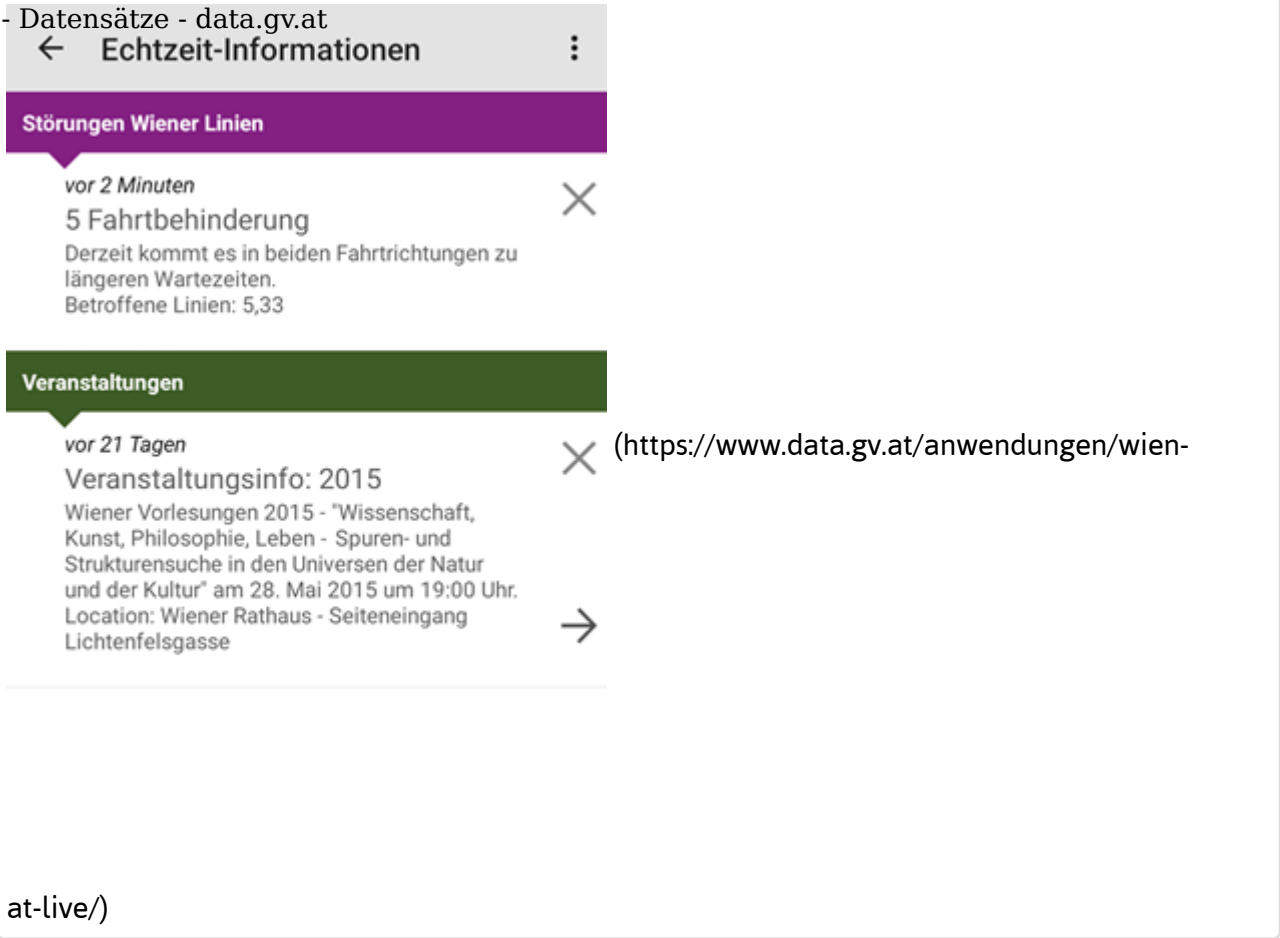 - Datensätze - data.gv.at
Echtzeit-Informationen
Störungen Wiener Linien
vor 2 Minuten
5 Fahrtbehinderung
Derzeit kommt es in beiden Fahrtrichtungen zu
längeren Wartezeiten.
Betroffene Linien: 5,33
Veranstaltungen
vor 21 Tagen
Veranstaltungsinfo: 2015
Wiener Vorlesungen 2015 - "Wissenschaft,
Kunst, Philosophie, Leben - Spuren- und
Strukturensuche in den Universen der Natur
und der Kultur" am 28. Mai 2015 um 19:00 Uhr.
Location: Wiener Rathaus - Seiteneingang
Lichtenfelsgasse
(https://www.data.gv.at/anwendungen/wien-
at-live/)